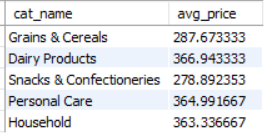 cat_name avg_price
Grains & Cereals 287.673333
Dairy Products 366.943333
Snacks & Confectioneries 278.892353
Personal Care 364.991667
Household 363.336667